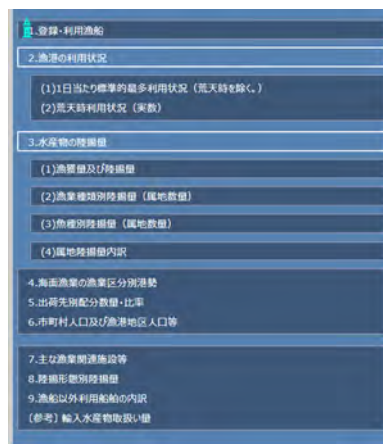 1.登録・利用漁船
2.漁港の利用状況
(1)1日当たり標準的最多利用状況（荒天時を除く。）
(2)荒天時利用状況（実数）
3.水産物の陸揚量
(1)漁獲量及び陸揚量
(2)漁業種類別陸揚量（属地数量）
(3)魚種別陸揚量（属地数量）
(4)属地陸揚量内訳
4.海面漁業の漁業区分別港勢
5.出荷先別配分数量・比率
6.市町村人口及び漁港地区人口等
7.主な漁業関連施設等
8.陸揚形態別陸揚量
9.漁船以外利用船舶の内訳
〔参考〕輸入水産物取扱い量